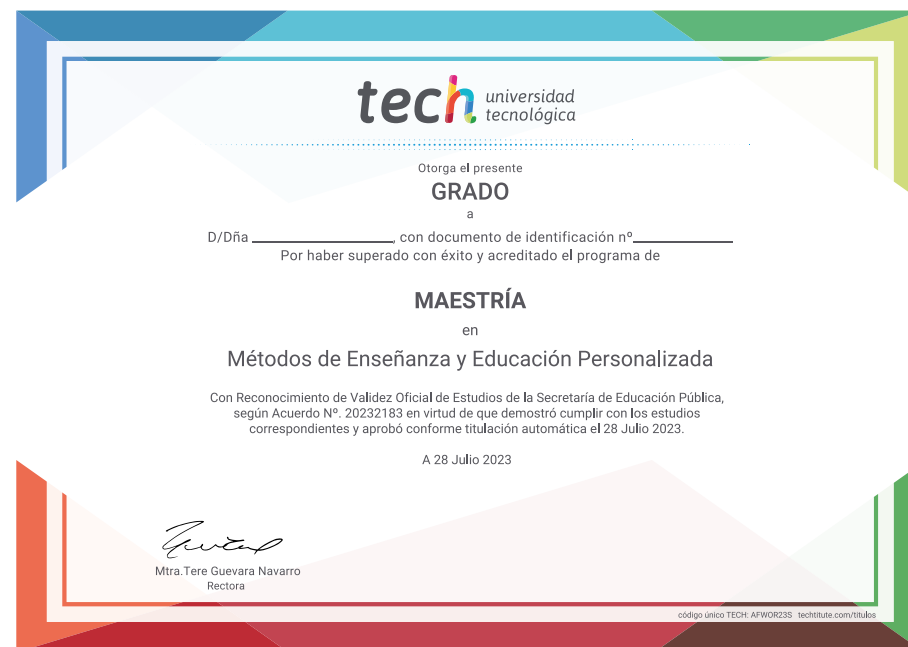 tech universidad
tecnológica
Otorga el presente
GRADO
a
D/Dña ____________, con documento de identificación nº__________
Por haber superado con éxito y acreditado el programa de
MAESTRÍA
en
Métodos de Enseñanza y Educación Personalizada
Con Reconocimiento de Validez Oficial de Estudios de la Secretaría de Educación Pública,
según Acuerdo Nº. 20232183 en virtud de que demostró cumplir con los estudios
correspondientes y aprobó conforme titulación automática el 28 Julio 2023.
A 28 Julio 2023
Mtra.Tere Guevara Navarro
Rectora
código único TECH: AFWOR23S techtitute.com/titulos